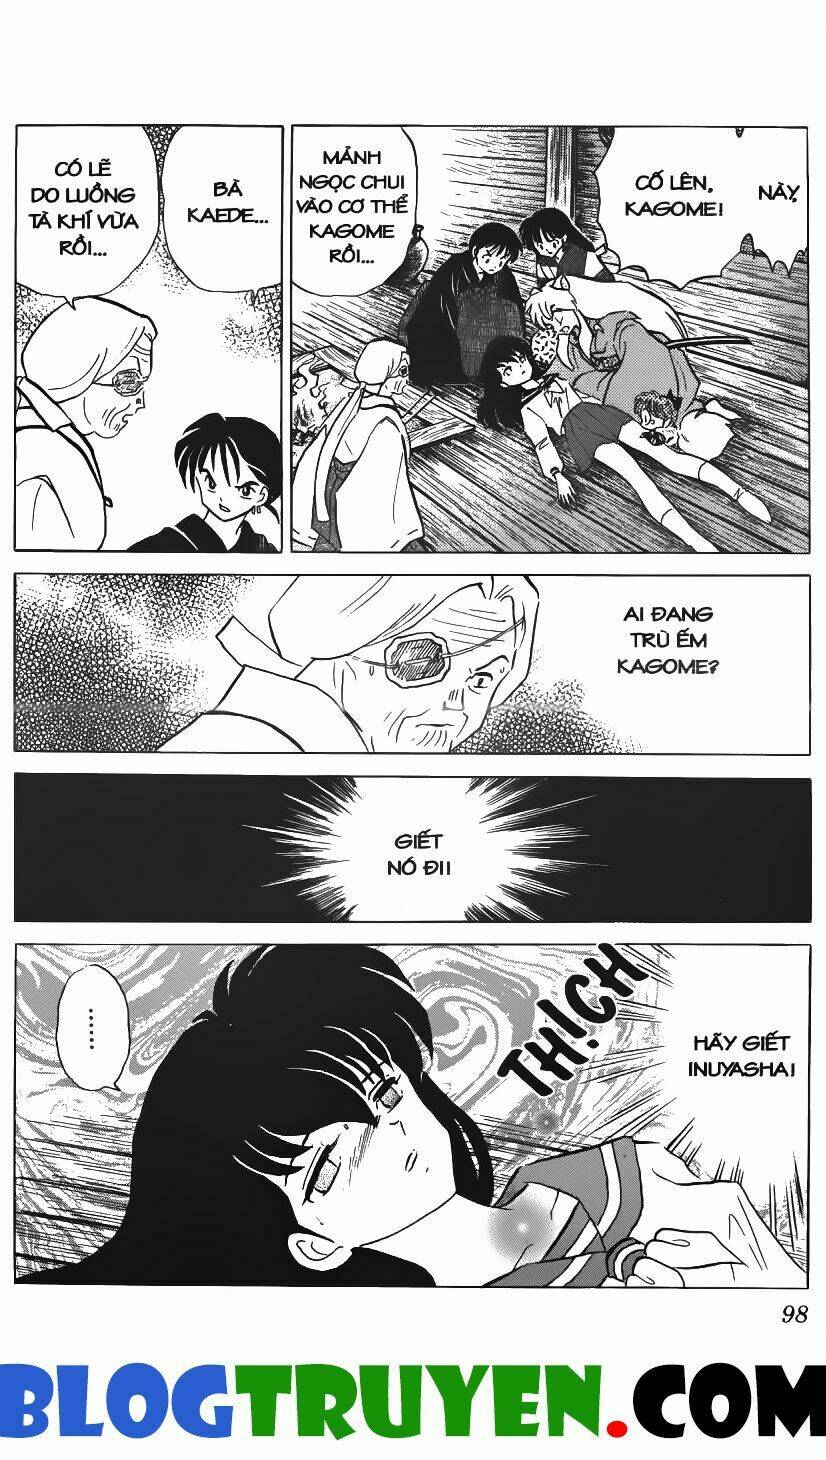 NÀY,
CỐ LÊN,
KAGOME!
MẢNH
NGỌC CHUI
VÀO CƠ THỂ
KAGOME
RỒI...
BÀ
KAEDE...
CÓ LẼ
DO LUỒNG
TÀ KHÍ VỪA
RỒI...
AI ĐANG
TRÙ ẾM
KAGOME?
GIẾT
NÓ ĐI!
HÃY GIẾT
INUYASHA!
THỊCH
......
98
BLOGTRUYEN.COM